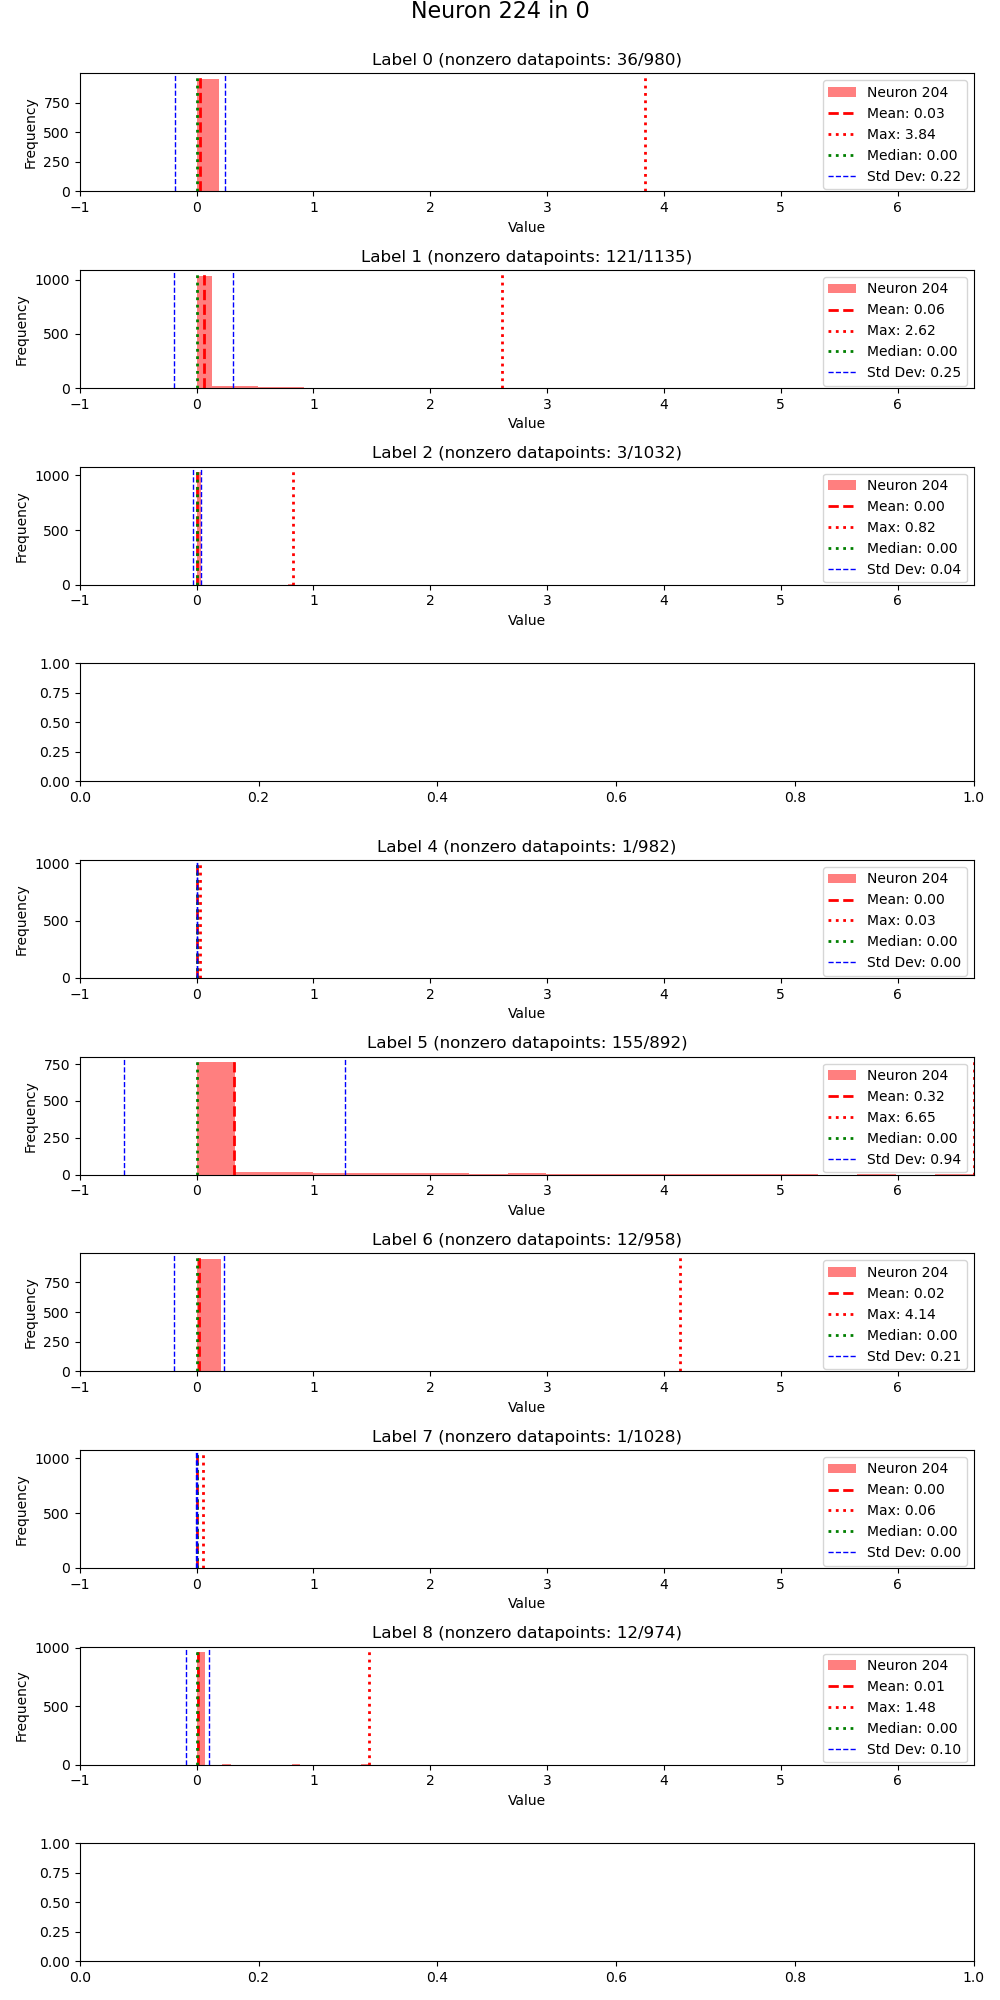 Neuron 224 in 0
Label 0 (nonzero datapoints: 36/980)
Frequency
750
500
250
0
Neuron 204
Mean: 0.03
Max: 3.84
Median: 0.00
Std Dev: 0.22
−1 0 1 2 3 4 5 6
Value
Label 1 (nonzero datapoints: 121/1135)
Frequency
1000
500
0
Neuron 204
Mean: 0.06
Max: 2.62
Median: 0.00
Std Dev: 0.25
−1 0 1 2 3 4 5 6
Value
Label 2 (nonzero datapoints: 3/1032)
Frequency
1000
500
0
Neuron 204
Mean: 0.00
Max: 0.82
Median: 0.00
Std Dev: 0.04
−1 0 1 2 3 4 5 6
Value
1.00
0.75
0.50
0.25
0.00
0.0 0.2 0.4 0.6 0.8 1.0
Label 4 (nonzero datapoints: 1/982)
Frequency
1000
500
0
Neuron 204
Mean: 0.00
Max: 0.03
Median: 0.00
Std Dev: 0.00
−1 0 1 2 3 4 5 6
Value
Label 5 (nonzero datapoints: 155/892)
Frequency
750
500
250
0
Neuron 204
Mean: 0.32
Max: 6.65
Median: 0.00
Std Dev: 0.94
−1 0 1 2 3 4 5 6
Value
Label 6 (nonzero datapoints: 12/958)
Frequency
750
500
250
0
Neuron 204
Mean: 0.02
Max: 4.14
Median: 0.00
Std Dev: 0.21
−1 0 1 2 3 4 5 6
Value
Label 7 (nonzero datapoints: 1/1028)
Frequency
1000
500
0
Neuron 204
Mean: 0.00
Max: 0.06
Median: 0.00
Std Dev: 0.00
−1 0 1 2 3 4 5 6
Value
Label 8 (nonzero datapoints: 12/974)
Frequency
1000
500
0
Neuron 204
Mean: 0.01
Max: 1.48
Median: 0.00
Std Dev: 0.10
−1 0 1 2 3 4 5 6
Value
1.00
0.75
0.50
0.25
0.00
0.0 0.2 0.4 0.6 0.8 1.0